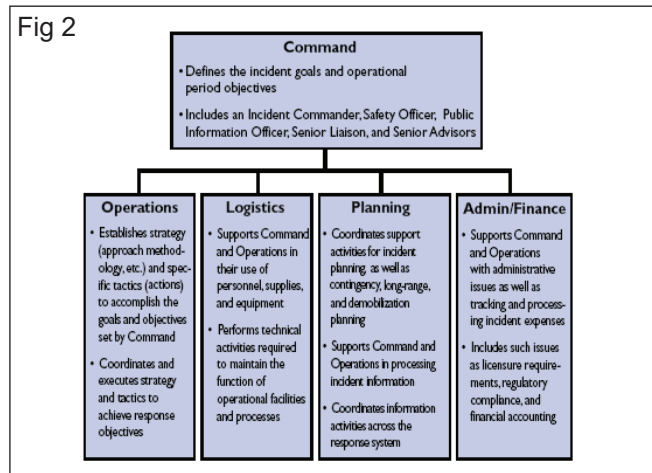 Fig 2
Command
• Defines the incident goals and operational
period objectives
• Includes an Incident Commander, Safety Officer, Public
Information Officer, Senior Liaison, and Senior Advisors
Operations
• Establishes strategy
(approach method-
ology, etc.) and spec-
ific tactics (actions)
to accomplish the
goals and objectives
set by Command
• Coordinates and
executes strategy
and tactics to
achieve response
objectives
Logistics
• Supports Command
and Operations in
their use of
personnel, supplies,
and equipment
• Performs technical
activities required
to maintain the
function of
operational facilities
and processes
Planning
• Coordinates support
activities for incident
planning, as well as
contingency, long-range,
and demobilization
planning
• Supports Command and
Operations in processing
incident information
• Coordinates information
activities across the
response system
Admin/Finance
• Supports Command
and Operations
with administrative
issues as well as
tracking and process-
ing incident expenses
• Includes such issues
as licensure require-
ments, regulatory
compliance, and
financial accounting